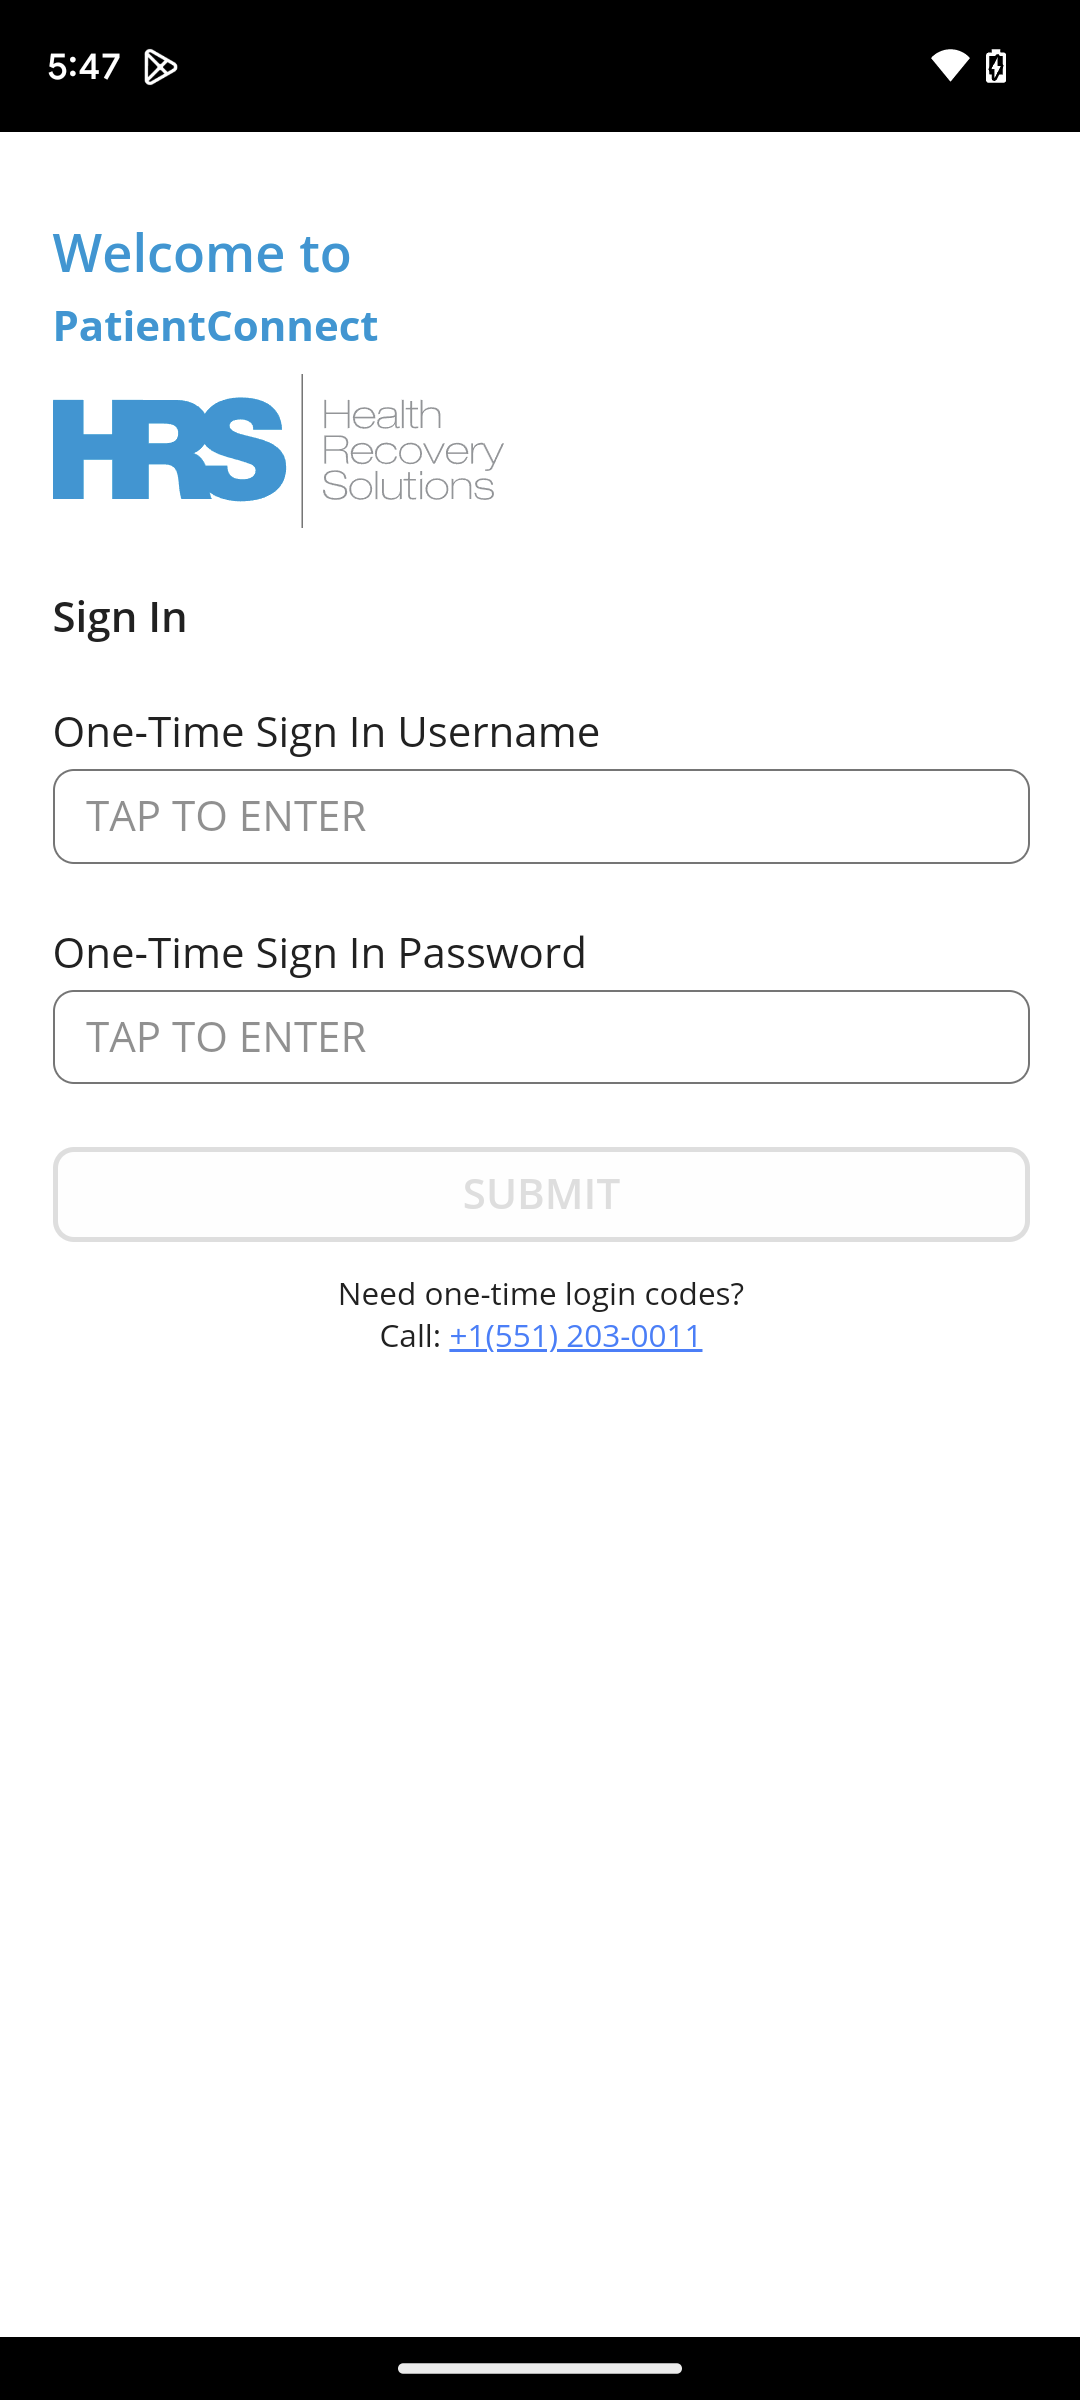 5:47
Welcome to
PatientConnect
HRS
Health
Recovery
Solutions
Sign In
One-Time Sign In Username
TAP TO ENTER
One-Time Sign In Password
TAP TO ENTER
SUBMIT
Need one-time login codes?
Call: +1(551) 203-0011